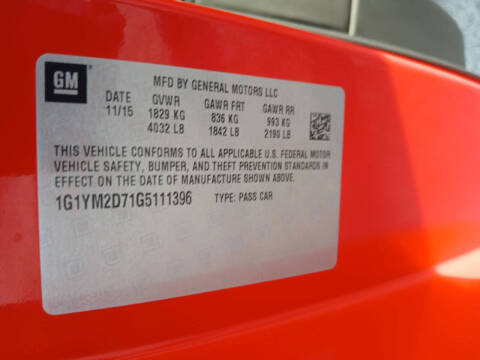 GM
MFD BY GENERAL MOTORS LLC
DATE GVWR GAWR FRT GAWR RR
11/15 1829 KG 836 KG 993 KG
4032 LB 1842 LB 2190 LB
THIS VEHICLE CONFORMS TO ALL APPLICABLE U.S. FEDERAL MOTOR
VEHICLE SAFETY, BUMPER, AND THEFT PREVENTION STANDARDS IN
EFFECT ON THE DATE OF MANUFACTURE SHOWN ABOVE.
1G1YM2D71G5111396 TYPE: PASS CAR